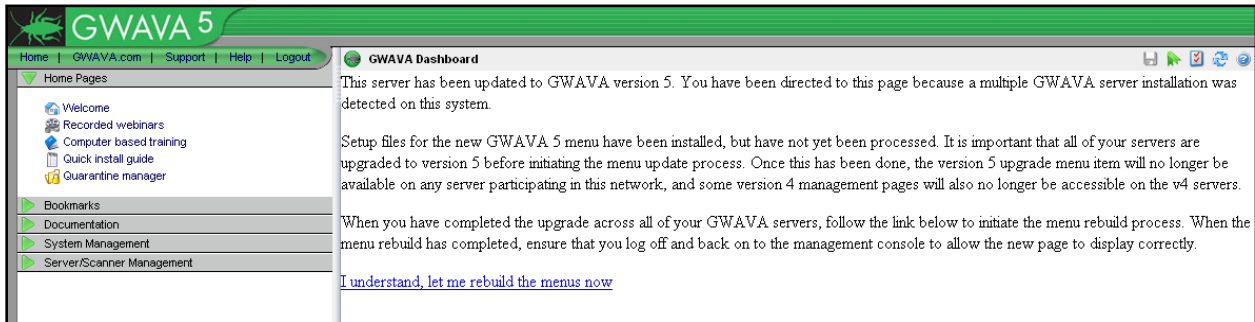 GWAVA 5
Home | GWAVA.com | Support | Help | Logout
Home Pages
Welcome
Recorded webinars
Computer based training
Quick install guide
Quarantine manager
Bookmarks
Documentation
System Management
Server/Scanner Management
GWAVA Dashboard
This server has been updated to GWAVA version 5. You have been directed to this page because a multiple GWAVA server installation was
detected on this system.
Setup files for the new GWAVA 5 menu have been installed, but have not yet been processed. It is important that all of your servers are
upgraded to version 5 before initiating the menu update process. Once this has been done, the version 5 upgrade menu item will no longer be
available on any server participating in this network, and some version 4 management pages will also no longer be accessible on the v4 servers.
When you have completed the upgrade across all of your GWAVA servers, follow the link below to initiate the menu rebuild process. When the
menu rebuild has completed, ensure that you log off and back on to the management console to allow the new page to display correctly.
I understand, let me rebuild the menus now